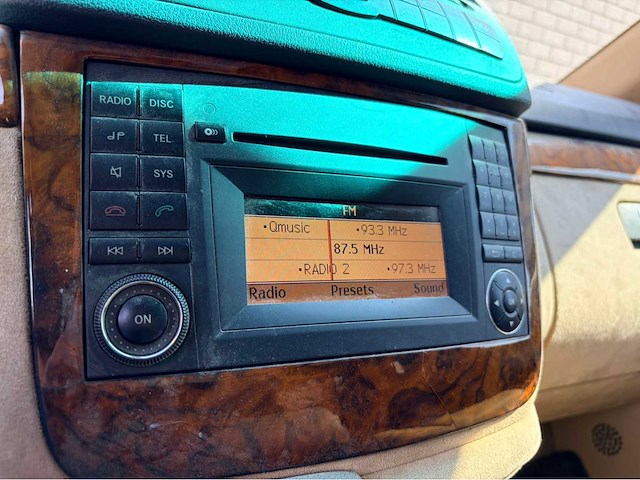 RADIO DISC
TEL
SYS
ON
FM
•Qmusic •93.3 MHz
87.5 MHz
•RADIO 2 •97.3 MHz
Radio Presets Sound